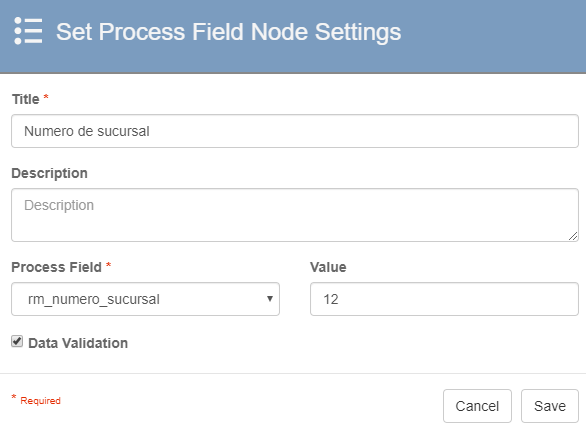 Set Process Field Node Settings
Title *
Numero de sucursal
Description
Description
Process Field * Value
rm_numero_sucursal 12
Data Validation
* Required Cancel Save